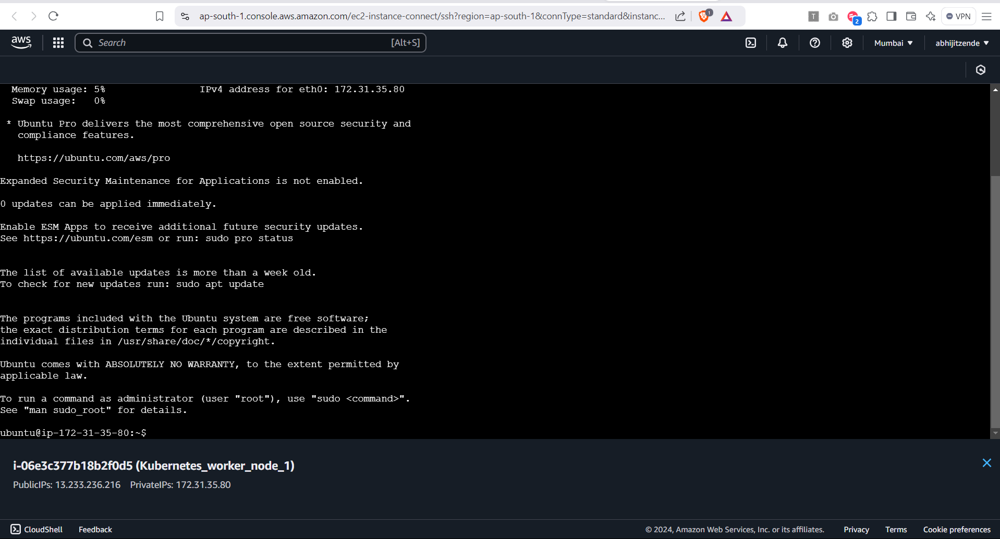 ap-south-1.console.aws.amazon.com/ec2-instance-connect/ssh?region=ap-south-1&connType=standard&instanc...
1
T
2
VPN
aws
Search
[Alt+S]
Mumbai
abhijitzende
Memory usage: 5% IPv4 address for eth0: 172.31.35.80
Swap usage: 0%
* Ubuntu Pro delivers the most comprehensive open source security and
compliance features.
https://ubuntu.com/aws/pro
Expanded Security Maintenance for Applications is not enabled.
0 updates can be applied immediately.
Enable ESM Apps to receive additional future security updates.
See https://ubuntu.com/esm or run: sudo pro status
The list of available updates is more than a week old.
To check for new updates run: sudo apt update
The programs included with the Ubuntu system are free software;
the exact distribution terms for each program are described in the
individual files in /usr/share/doc/*/copyright.
Ubuntu comes with ABSOLUTELY NO WARRANTY, to the extent permitted by
applicable law.
To run a command as administrator (user "root"), use "sudo <command>".
See "man sudo_root" for details.
ubuntu@ip-172-31-35-80:~$
i-06e3c377b18b2f0d5 (Kubernetes_worker_node_1)
PublicIPs: 13.233.236.216 PrivateIPs: 172.31.35.80
CloudShell
Feedback
© 2024, Amazon Web Services, Inc. or its affiliates.
Privacy
Terms
Cookie preferences